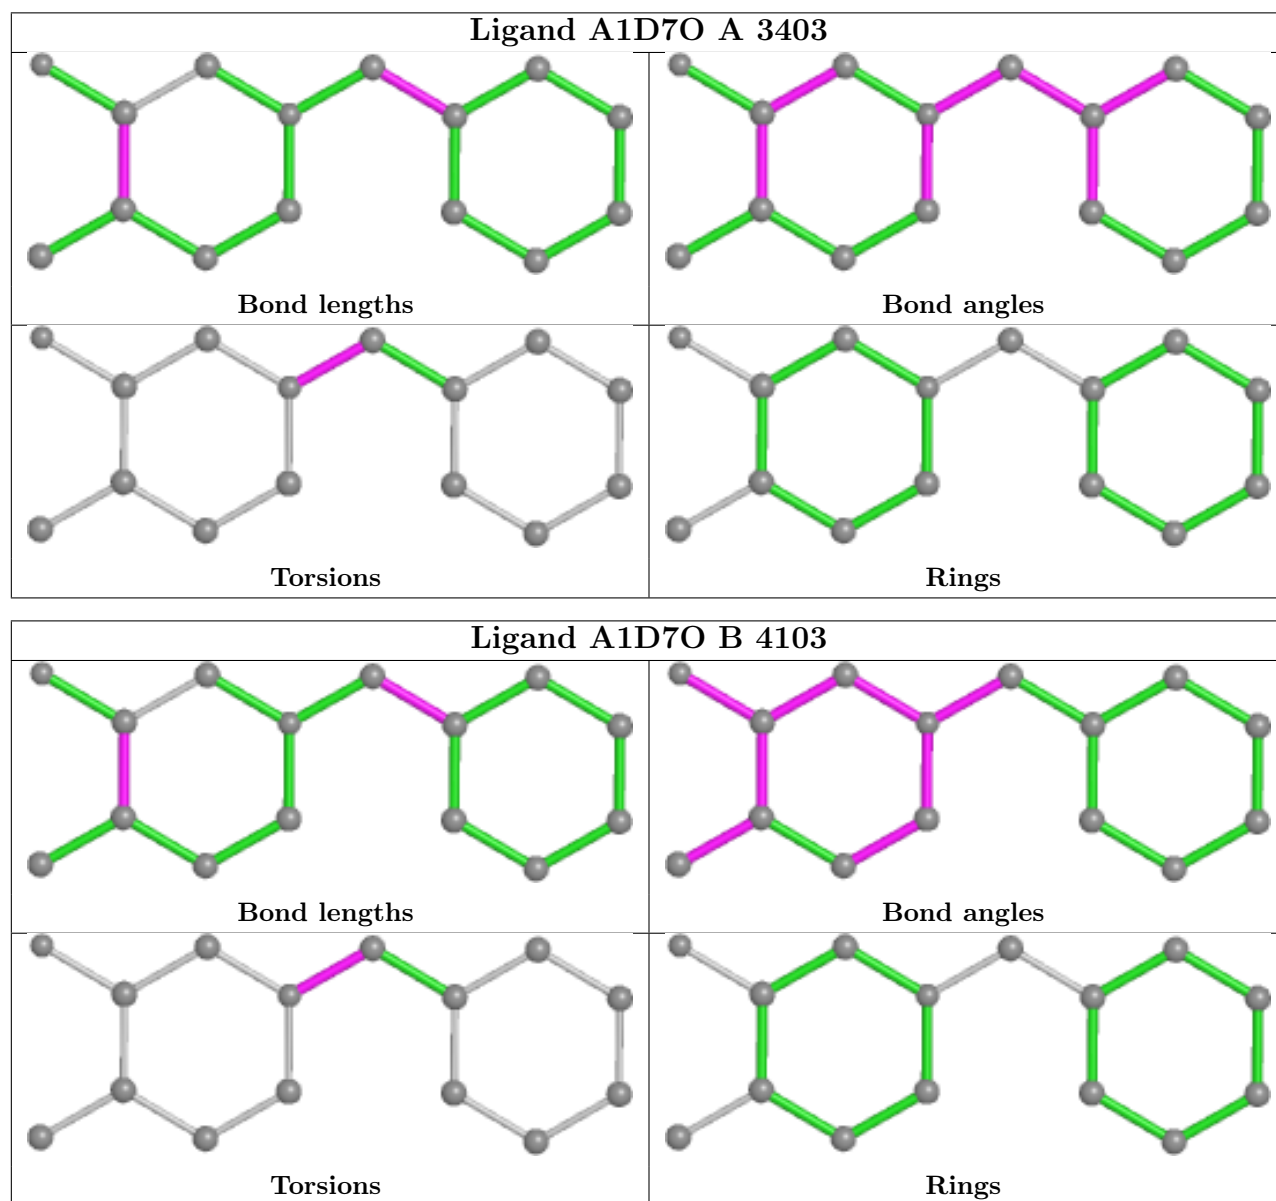 Ligand A1D7O A 3403
Bond lengths
Bond angles
Torsions
Rings
Ligand A1D7O B 4103
Bond lengths
Bond angles
Torsions
Rings